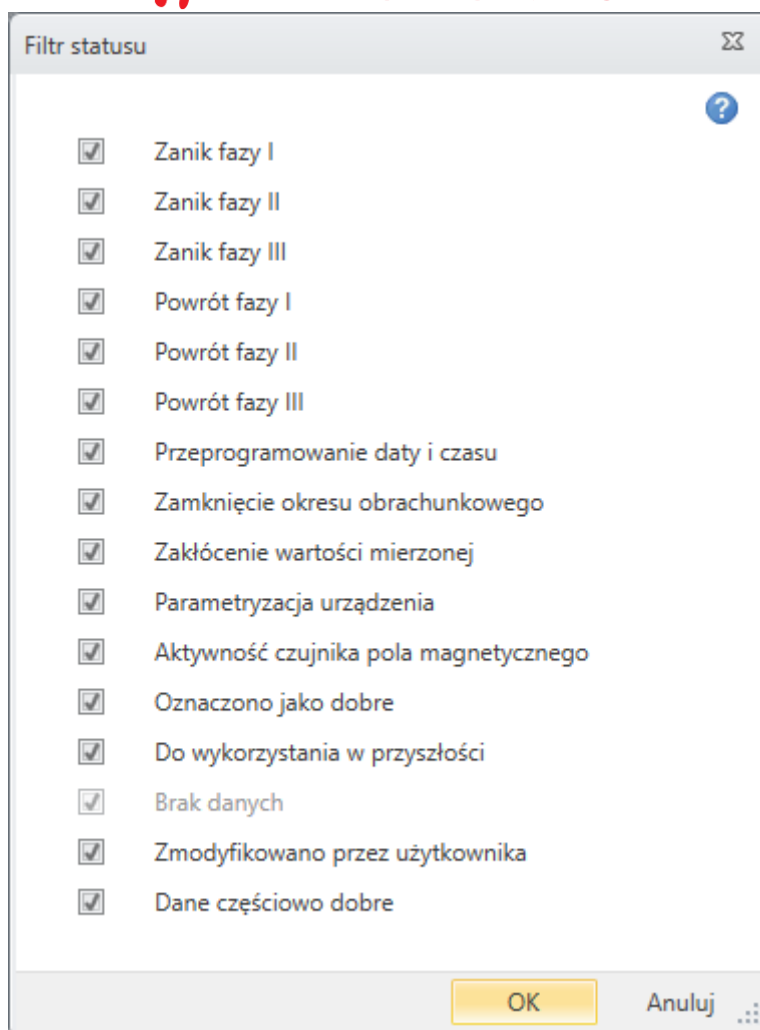 Filtr statusu
Zanik fazy I
Zanik fazy II
Zanik fazy III
Powrót fazy I
Powrót fazy II
Powrót fazy III
Przeprogramowanie daty i czasu
Zamknięcie okresu obrachunkowego
Zakłócenie wartości mierzonej
Parametryzacja urządzenia
Aktywność czujnika pola magnetycznego
Oznaczono jako dobre
Do wykorzystania w przyszłości
Brak danych
Zmodyfikowano przez użytkownika
Dane częściowo dobre
OK Anuluj